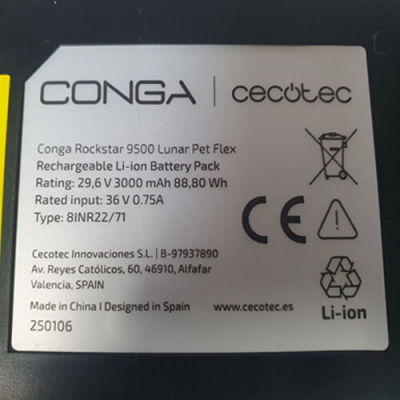 CONGA | cecotec
Conga Rockstar 9500 Lunar Pet Flex
Rechargeable Li-ion Battery Pack
Rating: 29,6 V 3000 mAh 88,80 Wh
Rated input: 36 V 0.75A
Type: 8INR22/71
CE
Cecotec Innovaciones S.L. | B-97937890
Av. Reyes Católicos, 60, 46910, Alfafar
Valencia, SPAIN
Made in China I Designed in Spain
www.cecotec.es
Li-ion
250106